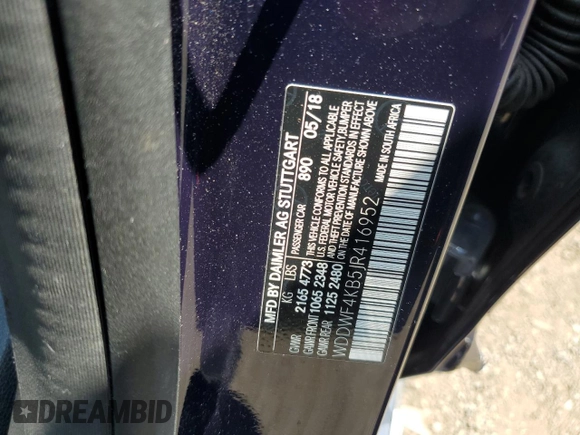 MFD BY DAIMLER AG STUTTGART
PASSENGER CAR 890 05/18
THIS VEHICLE CONFORMS TO ALL APPLICABLE
U.S. FEDERAL MOTOR VEHICLE SAFETY, BUMPER
AND THEFT PREVENTION STANDARDS IN EFFECT
ON THE DATE OF MANUFACTURE SHOWN ABOVE
KG LBS
GVWR 2165 4773
GAWR FRONT 1065 2348
GAWR REAR 1125 2480
WDDWF4KB5JR416952
MADE IN SOUTH AFRICA
DREAMBID